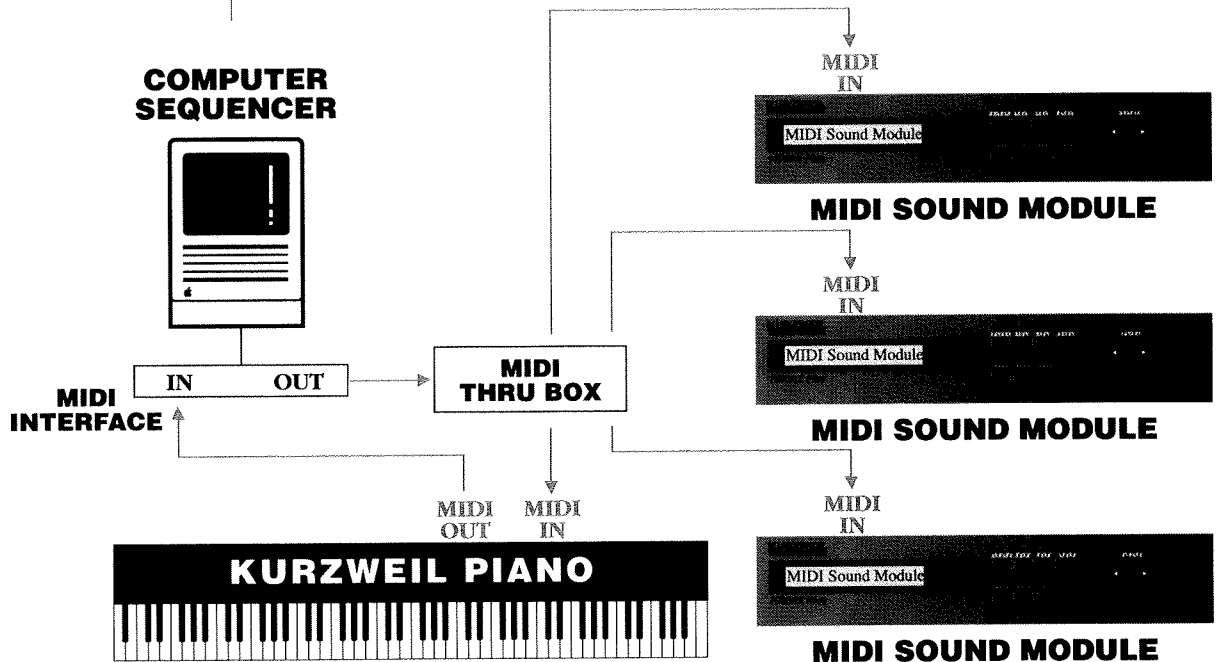 COMPUTER
SEQUENCER
MIDI
IN
MIDI Sound Module
MIDI SOUND MODULE
MIDI
IN
MIDI Sound Module
MIDI SOUND MODULE
IN OUT
MIDI
INTERFACE
MIDI
THRU BOX
MIDI
OUT
MIDI
IN
KURZWEIL PIANO
MIDI
IN
MIDI Sound Module
MIDI SOUND MODULE